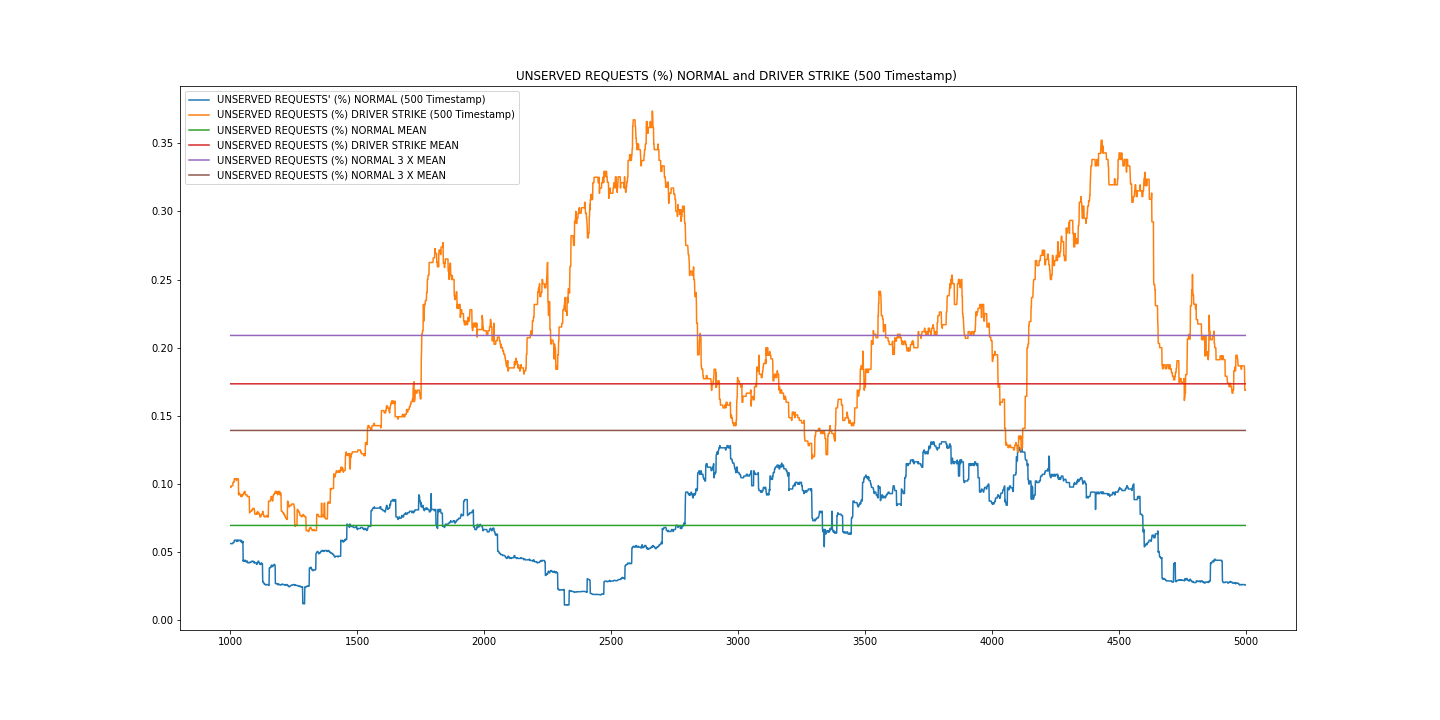 UNSERVED REQUESTS (%) NORMAL and DRIVER STRIKE (500 Timestamp)
UNSERVED REQUESTS' (%) NORMAL (500 Timestamp)
UNSERVED REQUESTS (%) DRIVER STRIKE (500 Timestamp)
UNSERVED REQUESTS (%) NORMAL MEAN
UNSERVED REQUESTS (%) DRIVER STRIKE MEAN
UNSERVED REQUESTS (%) NORMAL 3 X MEAN
UNSERVED REQUESTS (%) NORMAL 3 X MEAN
0.35
0.30
0.25
0.20
0.15
0.10
0.05
0.00
1000 1500 2000 2500 3000 3500 4000 4500 5000